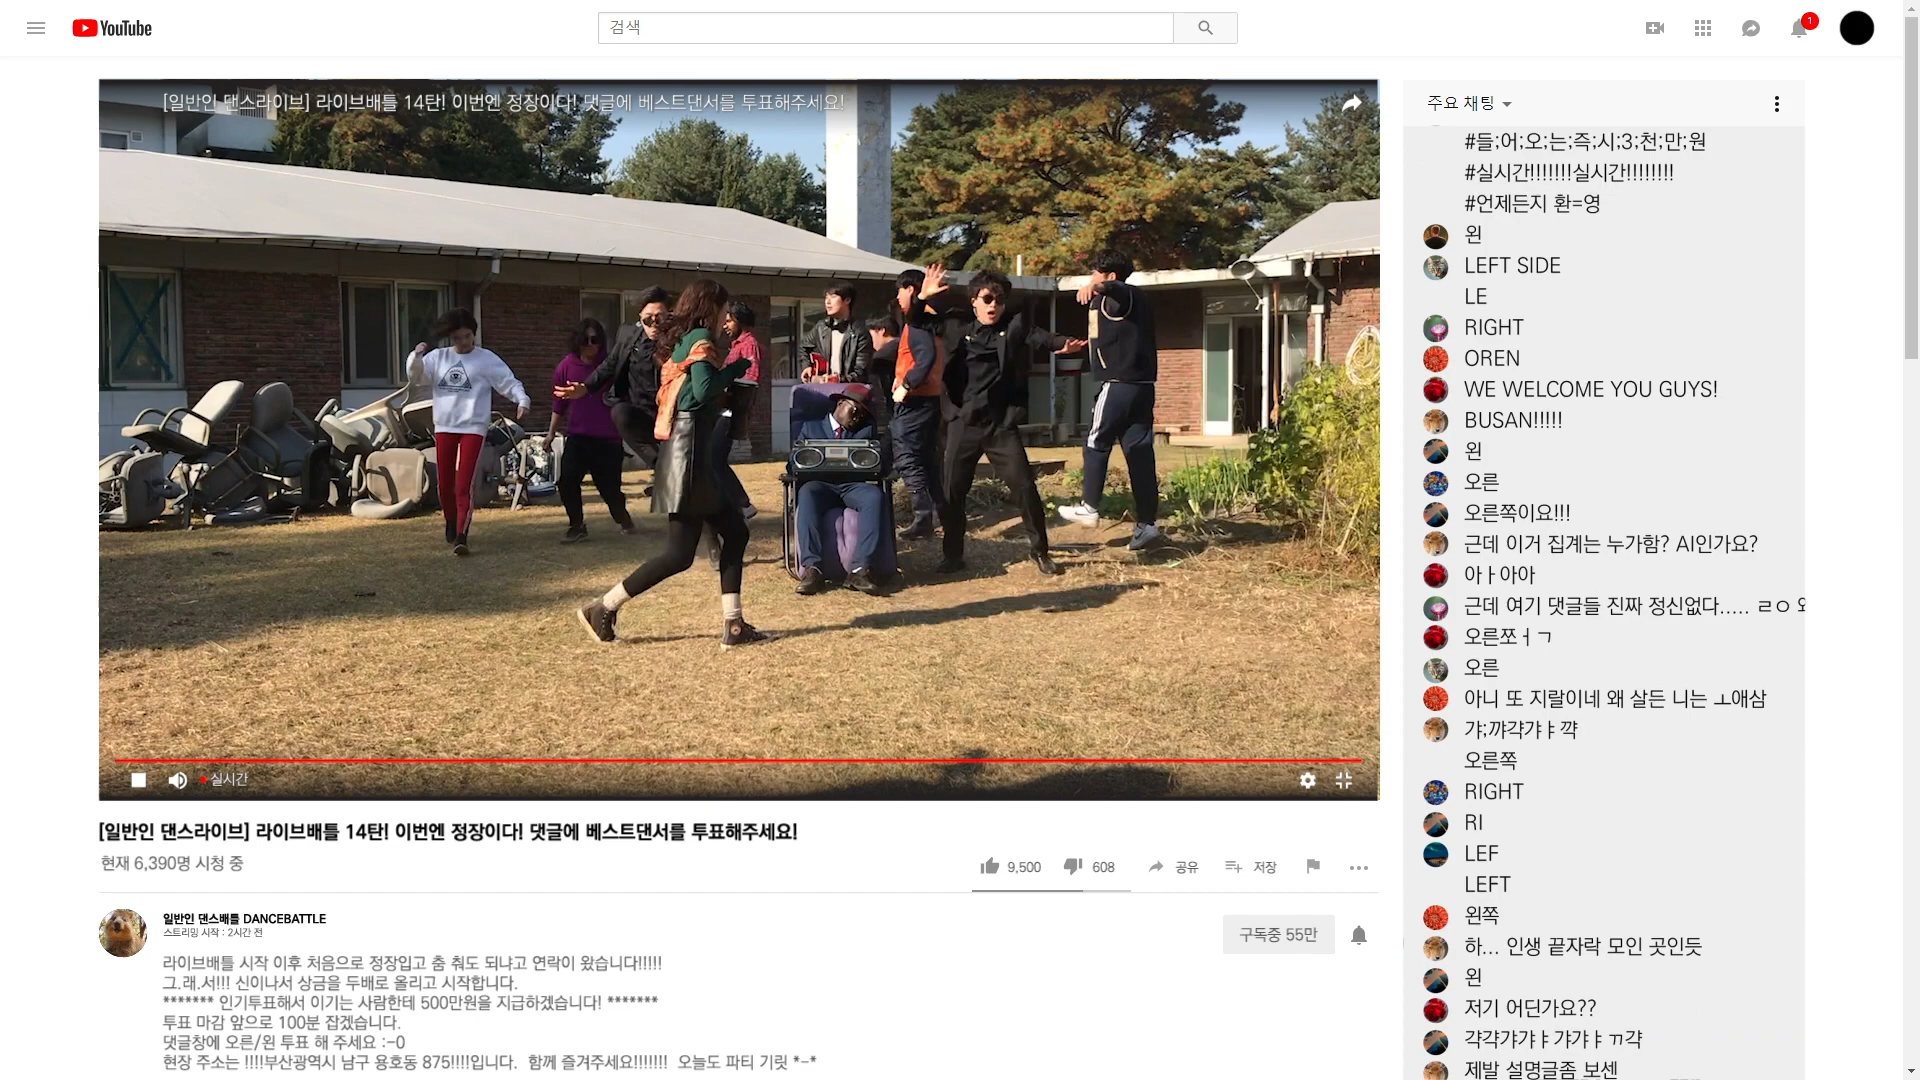 YouTube
검색
1
[일반인 댄스라이브] 라이브배틀 14탄! 이번엔 정장이다! 댓글에 베스트댄서를 투표해주세요!
실시간
[일반인 댄스라이브] 라이브배틀 14탄! 이번엔 정장이다! 댓글에 베스트댄서를 투표해주세요!
현재 6,390명 시청 중
9,500
608
공유
저장
일반인 댄스배틀 DANCEBATTLE
스트리밍 시작 : 2시간 전
구독중 55만
라이브배틀 시작 이후 처음으로 정장입고 춤 춰도 되냐고 연락이 왔습니다!!!!!
그.래.서!!! 신이나서 상금을 두배로 올리고 시작합니다.
******* 인기투표해서 이기는 사람한테 500만원을 지급하겠습니다! *******
투표 마감 앞으로 100분 잡겠습니다.
댓글창에 오른/왼 투표 해 주세요 :-0
현장 주소는 !!!!부산광역시 남구 용호동 875!!!!입니다. 함께 즐겨주세요!!!!!!! 오늘도 파티 기릿 *-*
주요 채팅
#들;어;오;는;즉;시;3;천;만;원
#실시간!!!!!!!실시간!!!!!!!!
#언제든지 환=영
왼
LEFT SIDE
LE
RIGHT
OREN
WE WELCOME YOU GUYS!
BUSAN!!!!!
왼
오른
오른쪽이요!!!
근데 이거 집계는 누가함? AI인가요?
아ㅏ아아
근데 여기 댓글들 진짜 정신없다..... ㄹㅇ
오른쪼ㅓㄱ
오른
아니 또 지랄이네 왜 살든 니는 ㅗ애삼
갸;꺄갹갸ㅑ꺅
오른쪽
RIGHT
RI
LEF
LEFT
왼쪽
하... 인생 끝자락 모인 곳인듯
왼
저기 어딘가요??
갹갹갸갸ㅑ갸갸ㅑㄲ갹
제발 설명글좀 보센